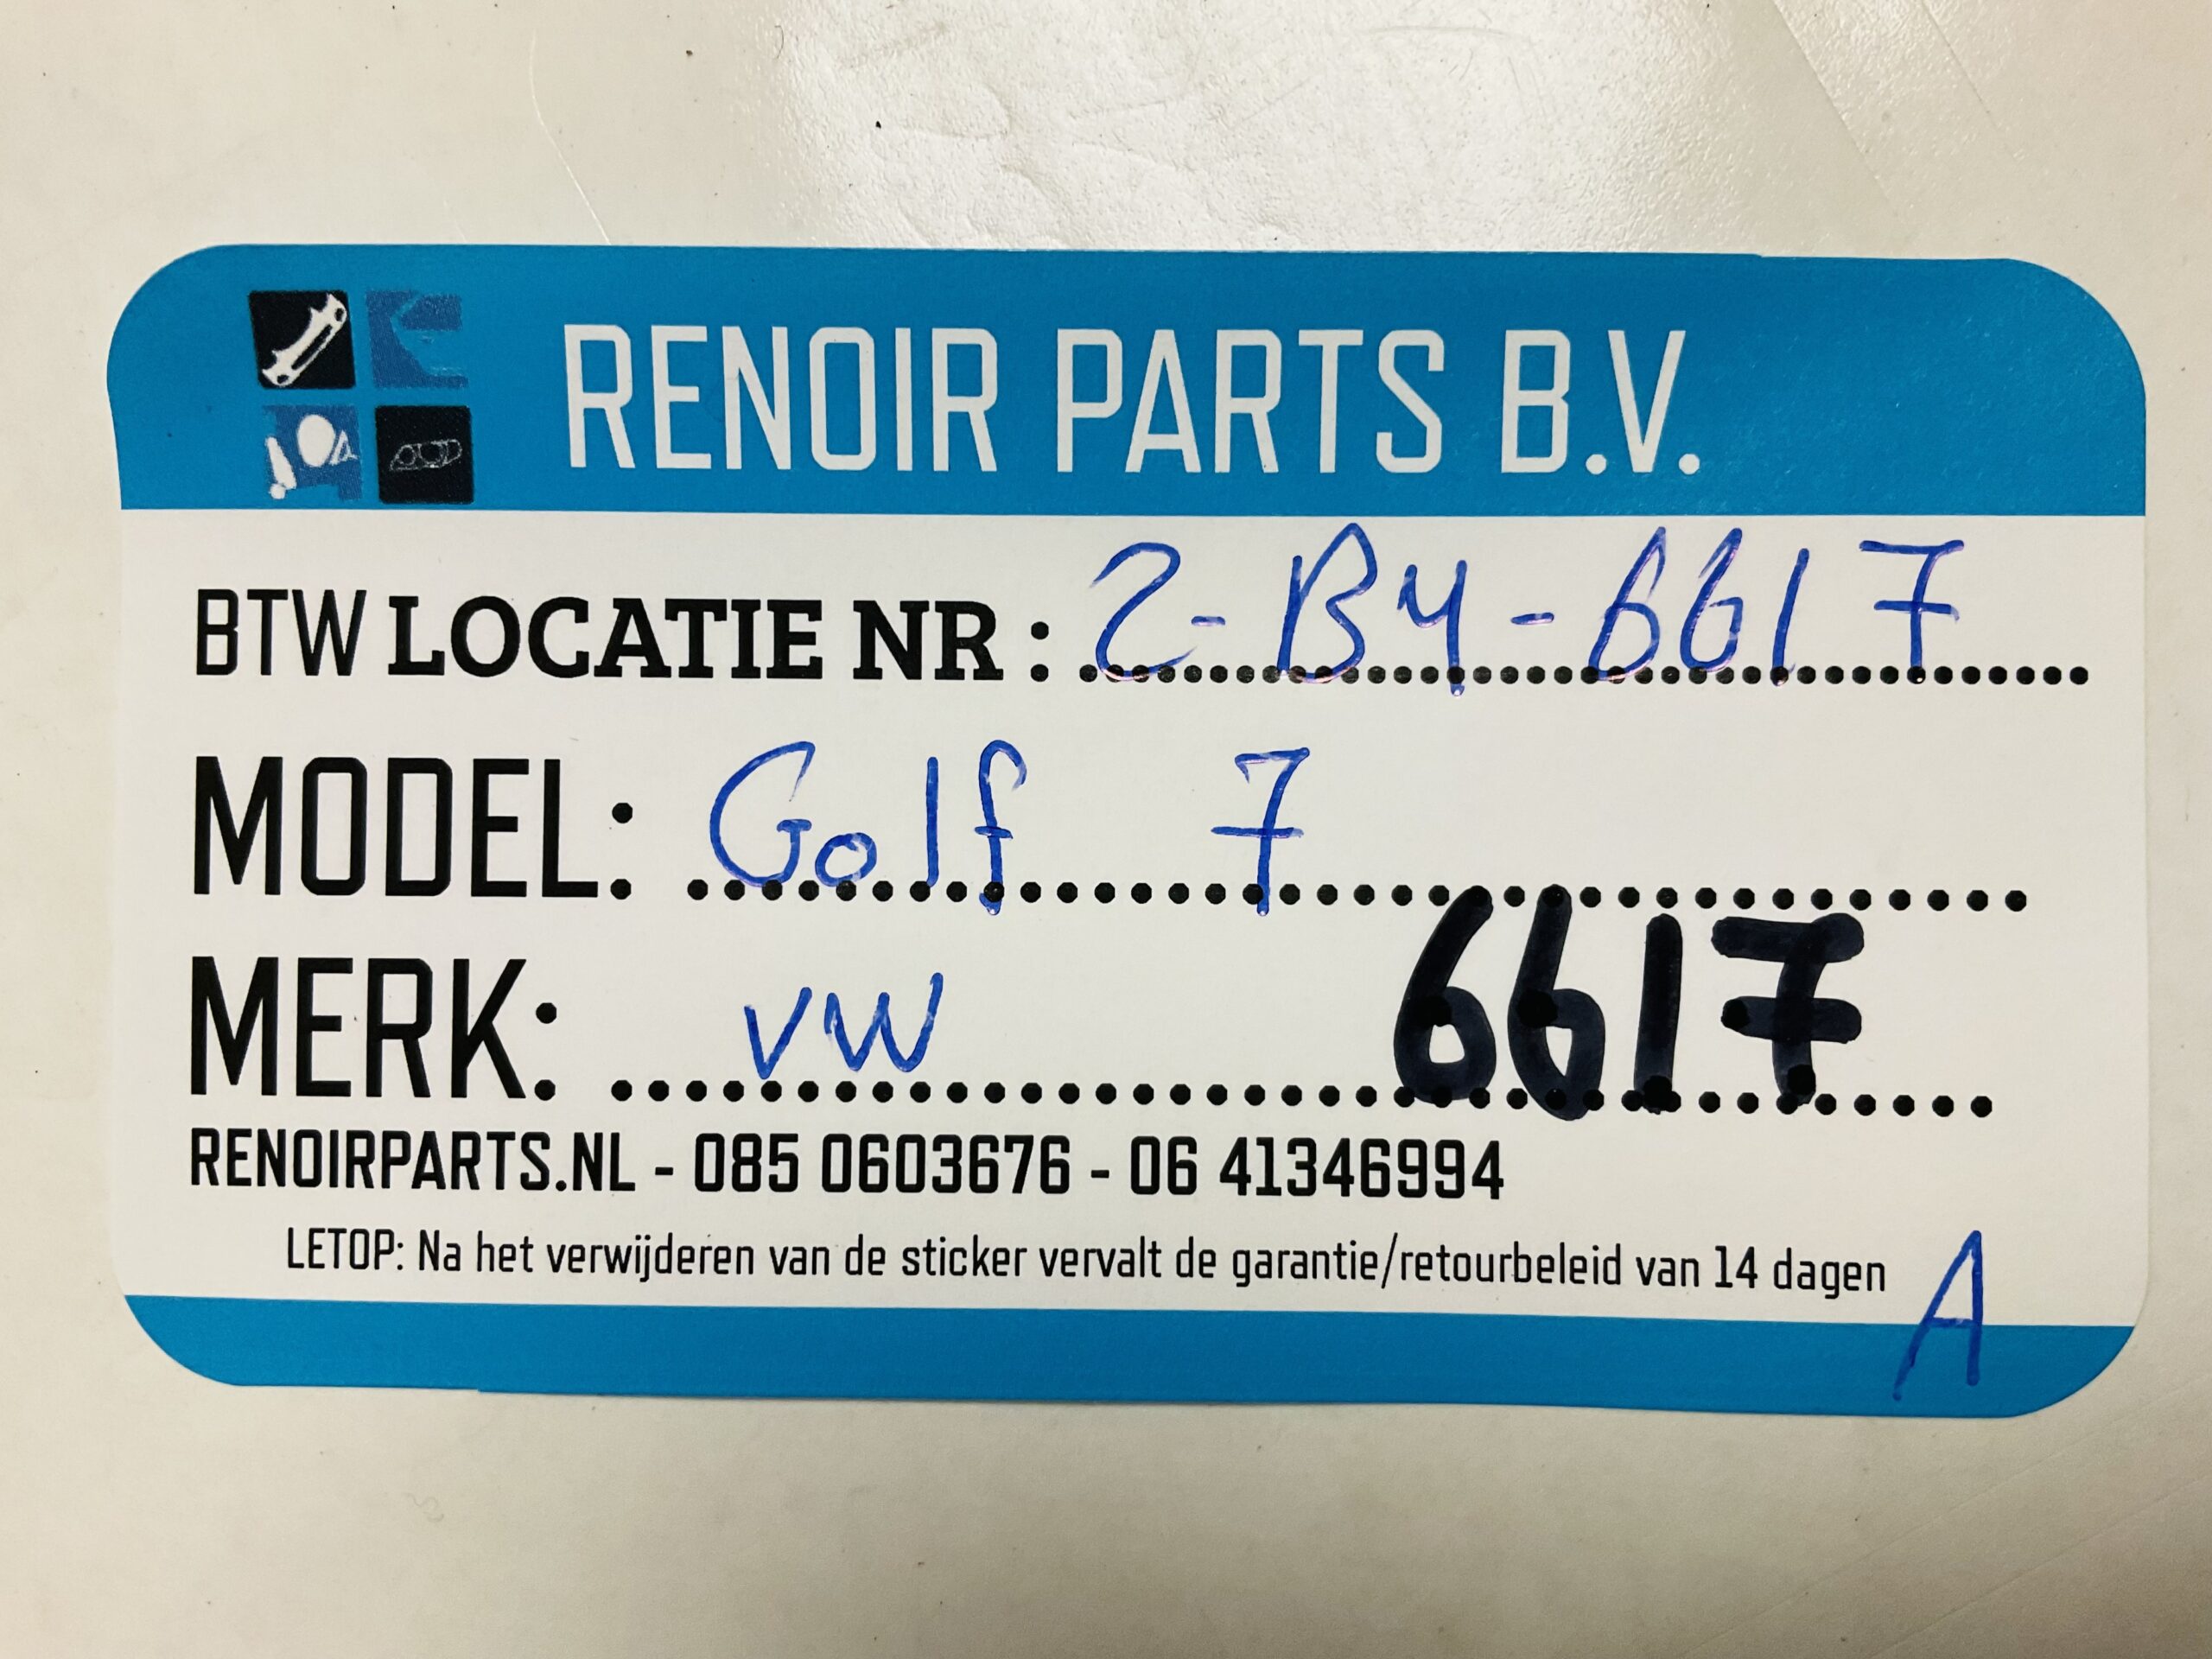 RENOIR PARTS B.V.
BTW LOCATIE NR : 2-B4-6617
MODEL: Golf 7
MERK: VW 6617
RENOIRPARTS.NL - 085 0603676 - 06 41346994
LETOP: Na het verwijderen van de sticker vervalt de garantie/retourbeleid van 14 dagen
A